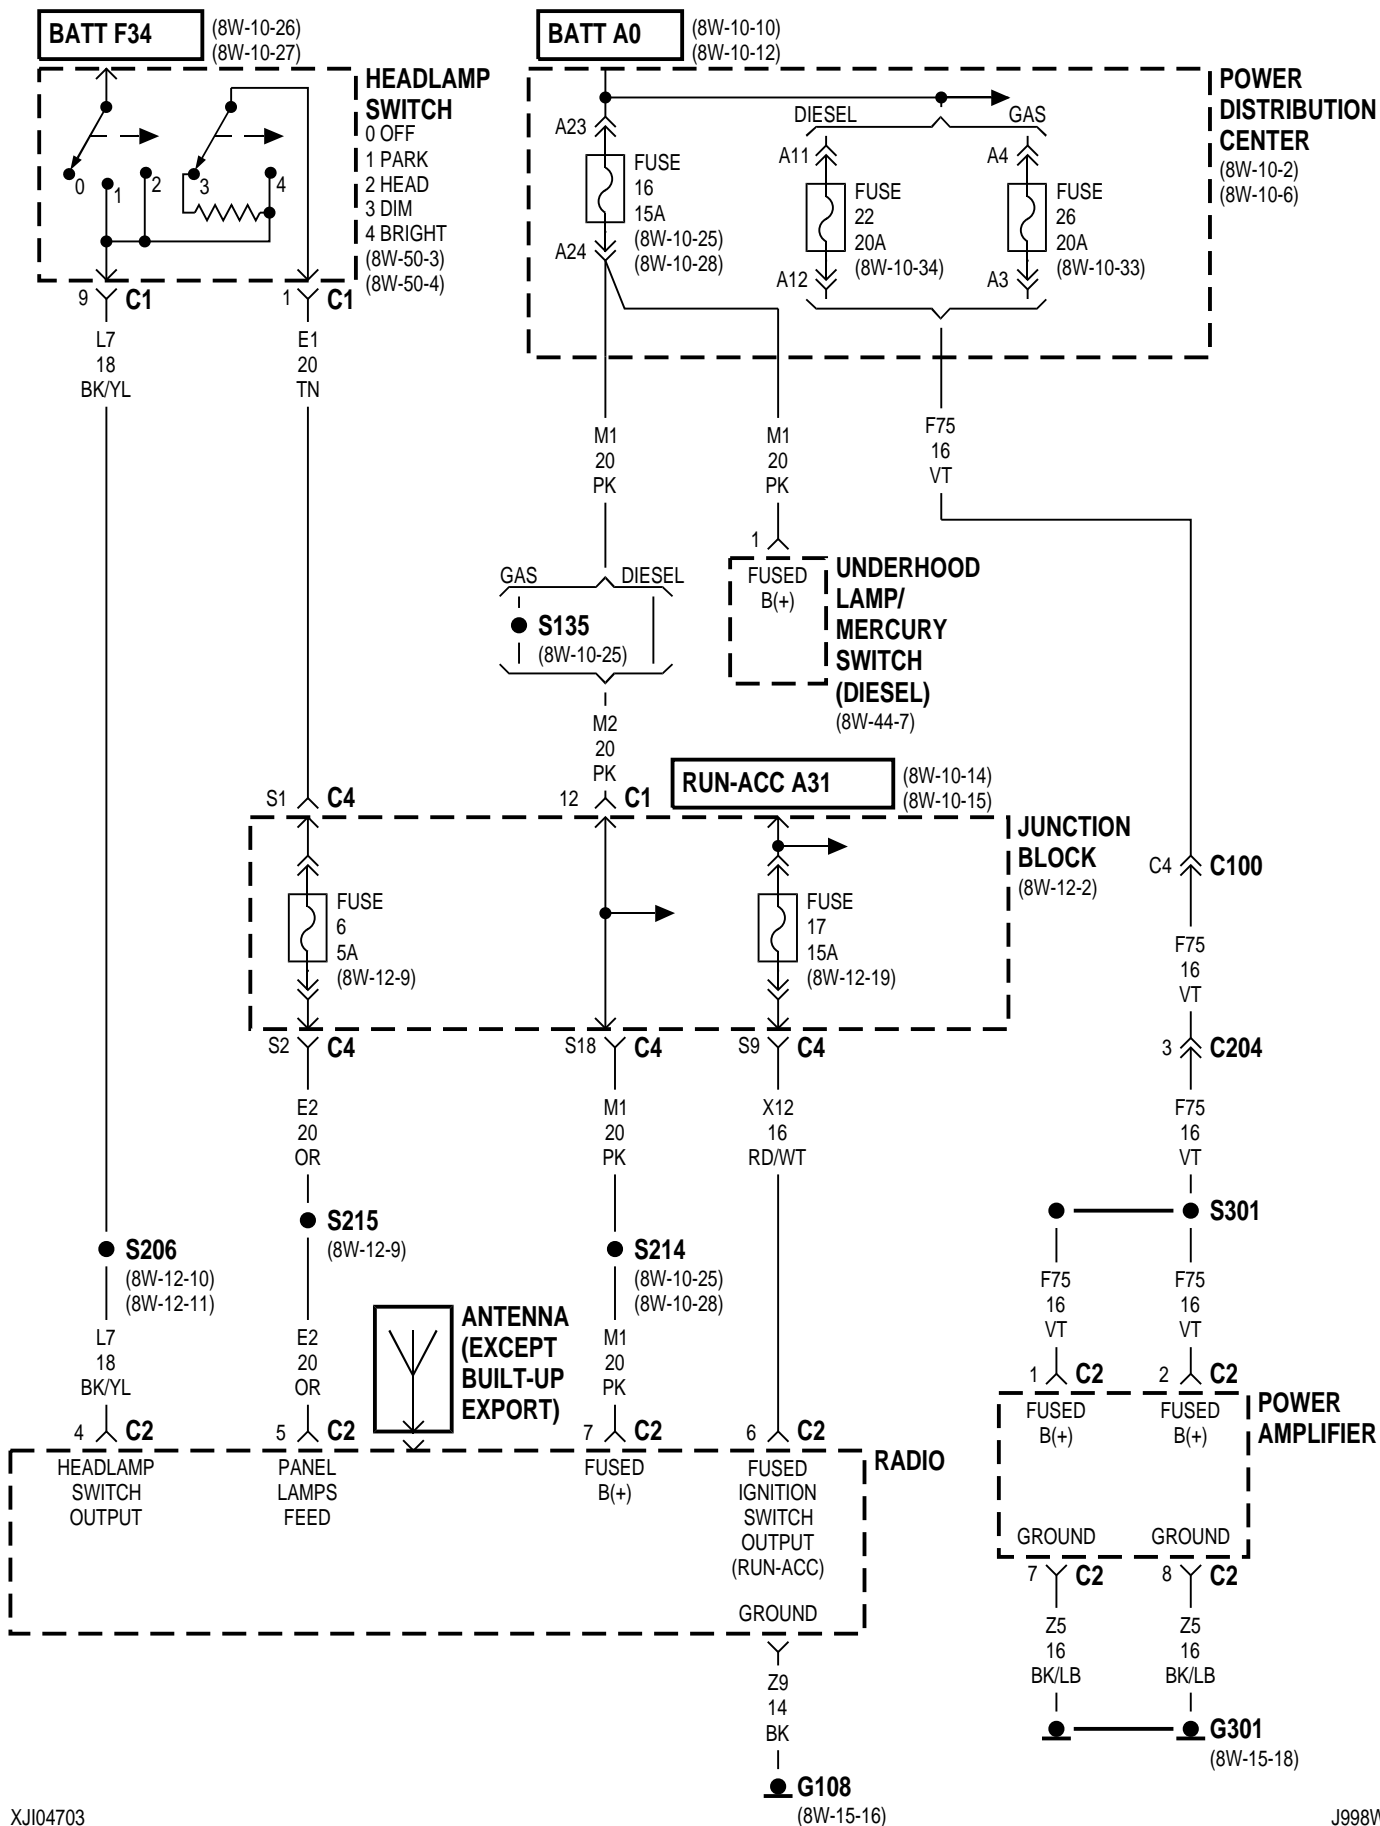 BATT F34
(8W-10-26)
(8W-10-27)
BATT A0
(8W-10-10)
(8W-10-12)
HEADLAMP
SWITCH
0 OFF
1 PARK
2 HEAD
3 DIM
4 BRIGHT
(8W-50-3)
(8W-50-4)
0
1
2
3
4
9
C1
1
C1
L7
18
BK/YL
E1
20
TN
POWER
DISTRIBUTION
CENTER
(8W-10-2)
(8W-10-6)
A23
FUSE
16
15A
(8W-10-25)
(8W-10-28)
A24
DIESEL
GAS
A11
FUSE
22
20A
(8W-10-34)
A12
A4
FUSE
26
20A
(8W-10-33)
A3
M1
20
PK
M1
20
PK
F75
16
VT
1
FUSED
B(+)
UNDERHOOD
LAMP/
MERCURY
SWITCH
(DIESEL)
(8W-44-7)
GAS
DIESEL
S135
(8W-10-25)
M2
20
PK
RUN-ACC A31
(8W-10-14)
(8W-10-15)
S1
C4
12
C1
JUNCTION
BLOCK
(8W-12-2)
FUSE
6
5A
(8W-12-9)
FUSE
17
15A
(8W-12-19)
C4
C100
F75
16
VT
3
C204
F75
16
VT
S2
C4
S18
C4
S9
C4
E2
20
OR
M1
20
PK
X12
16
RD/WT
S301
S206
(8W-12-10)
(8W-12-11)
S215
(8W-12-9)
S214
(8W-10-25)
(8W-10-28)
F75
16
VT
F75
16
VT
L7
18
BK/YL
E2
20
OR
ANTENNA
(EXCEPT
BUILT-UP
EXPORT)
M1
20
PK
4
C2
5
C2
7
C2
6
C2
1
C2
2
C2
RADIO
HEADLAMP
SWITCH
OUTPUT
PANEL
LAMPS
FEED
FUSED
B(+)
FUSED
IGNITION
SWITCH
OUTPUT
(RUN-ACC)
GROUND
POWER
AMPLIFIER
FUSED
B(+)
FUSED
B(+)
GROUND
GROUND
7
C2
8
C2
Z5
16
BK/LB
Z5
16
BK/LB
G301
(8W-15-18)
Z9
14
BK
G108
(8W-15-16)
XJI04703
J998W